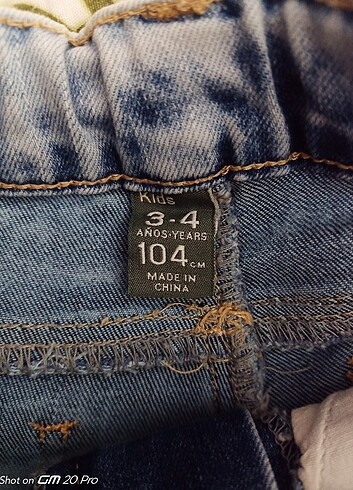 Kids
3-4
AÑOS-YEARS
104 CM
MADE IN
CHINA
Shot on GM 20 Pro